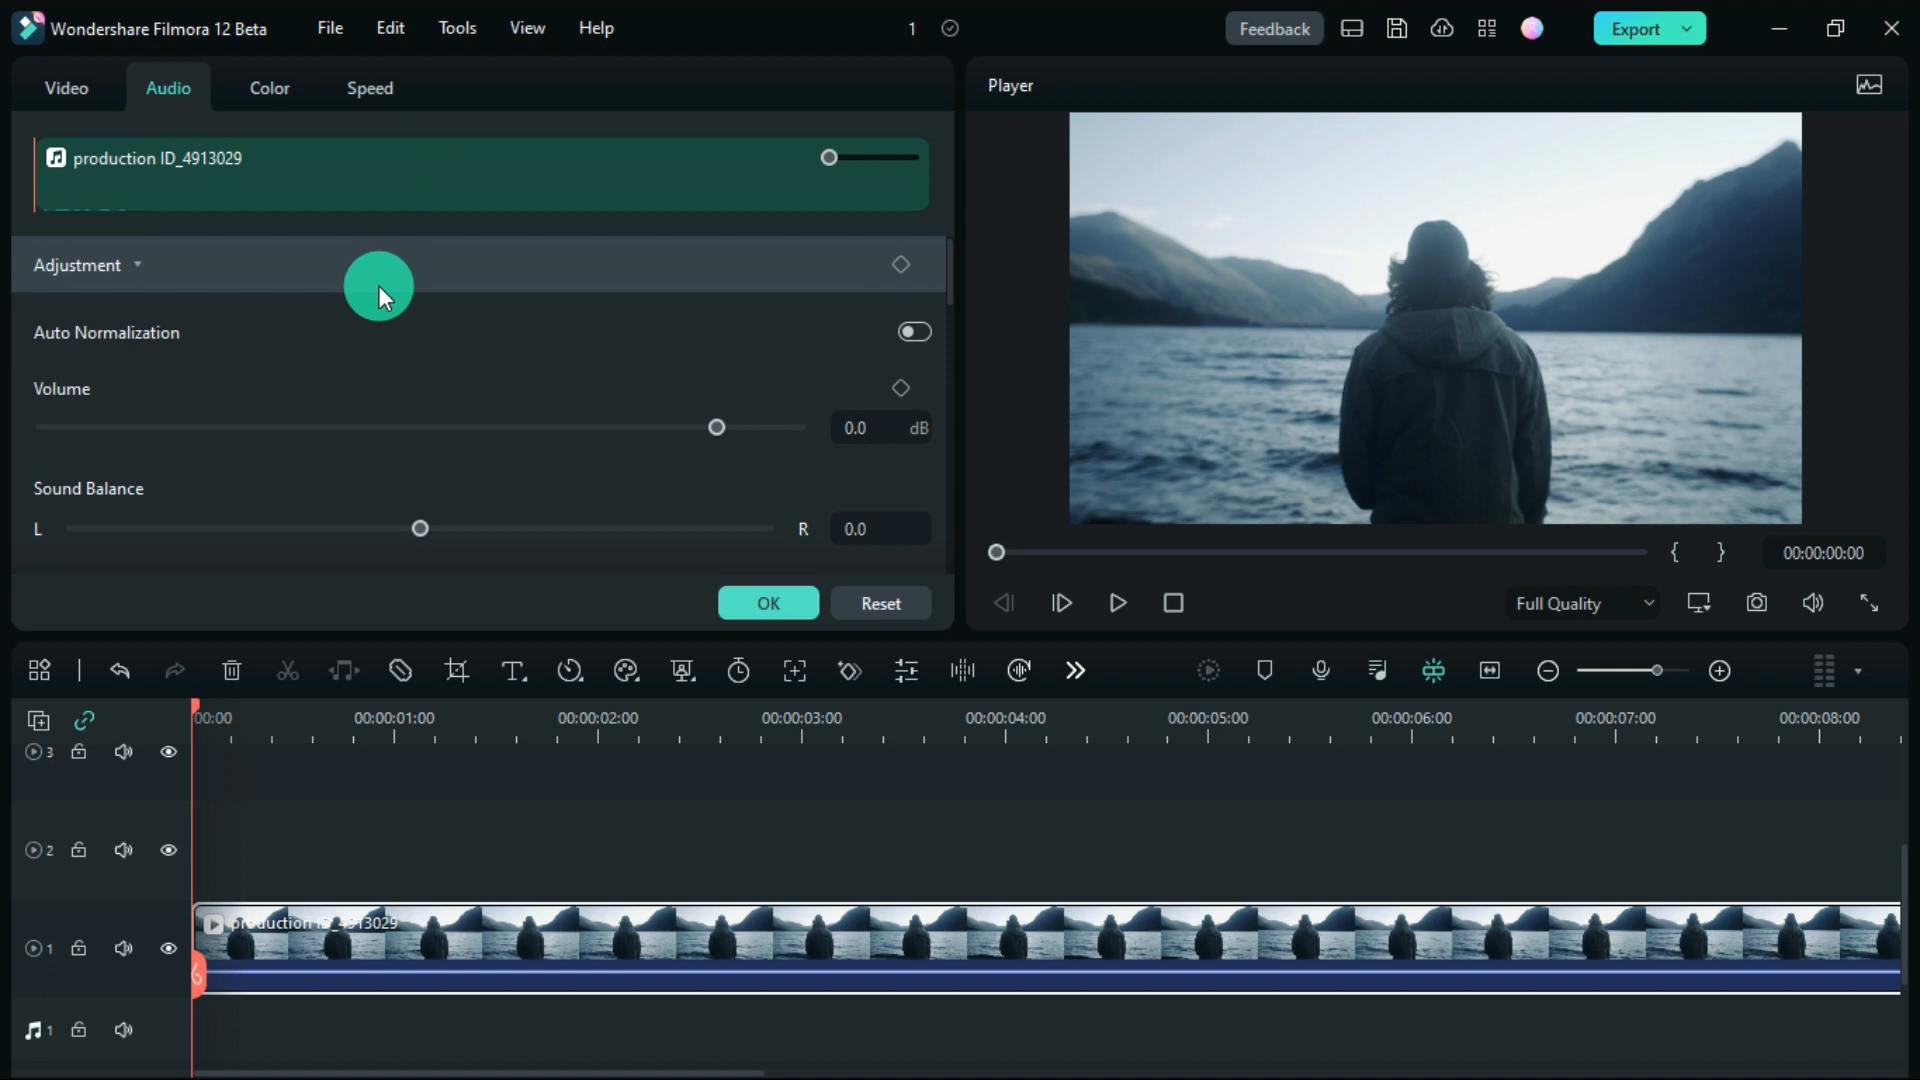 Wondershare Filmora 12 Beta File Edit Tools View Help 1 Feedback Export
Video Audio Color Speed
Player
production ID_4913029
Adjustment
Auto Normalization
Volume
0.0 dB
Sound Balance
L R 0.0
{ } 00:00:00:00
OK Reset
Full Quality
00:00 00:00:01:00 00:00:02:00 00:00:03:00 00:00:04:00 00:00:05:00 00:00:06:00 00:00:07:00 00:00:08:00
3
2
production ID_4913029
1
1